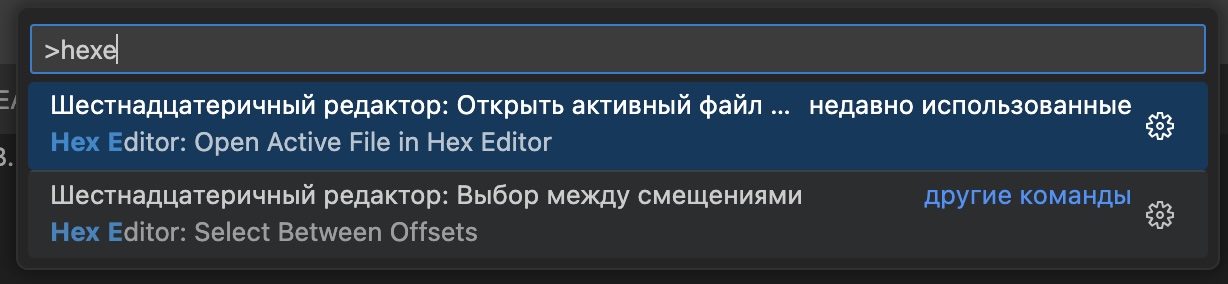 >hexe
Шестнадцатеричный редактор: Открыть активный файл ... недавно использованные
Hex Editor: Open Active File in Hex Editor
Шестнадцатеричный редактор: Выбор между смещениями другие команды
Hex Editor: Select Between Offsets